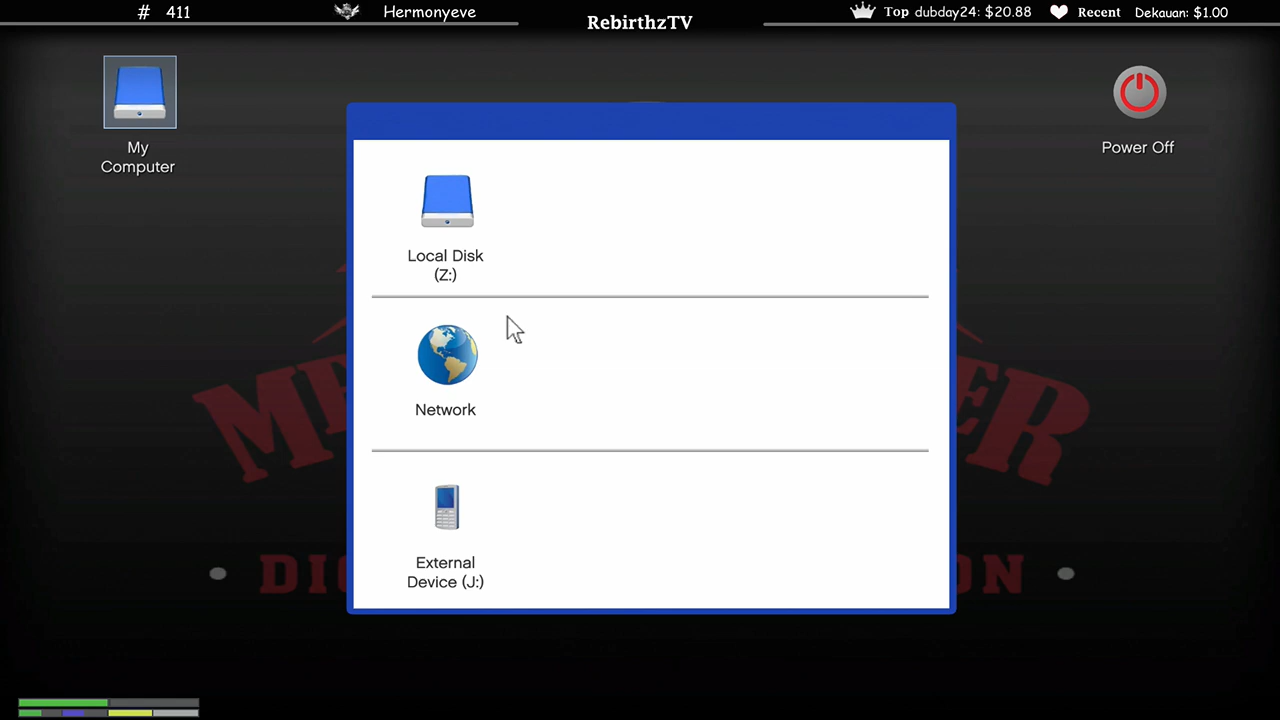 # 411
Hermonyeve
RebirthzTV
Top dubday24: $20.88
Recent Dekauan: $1.00
My
Computer
Power Off
Local Disk
(Z:)
Network
External
Device (J:)